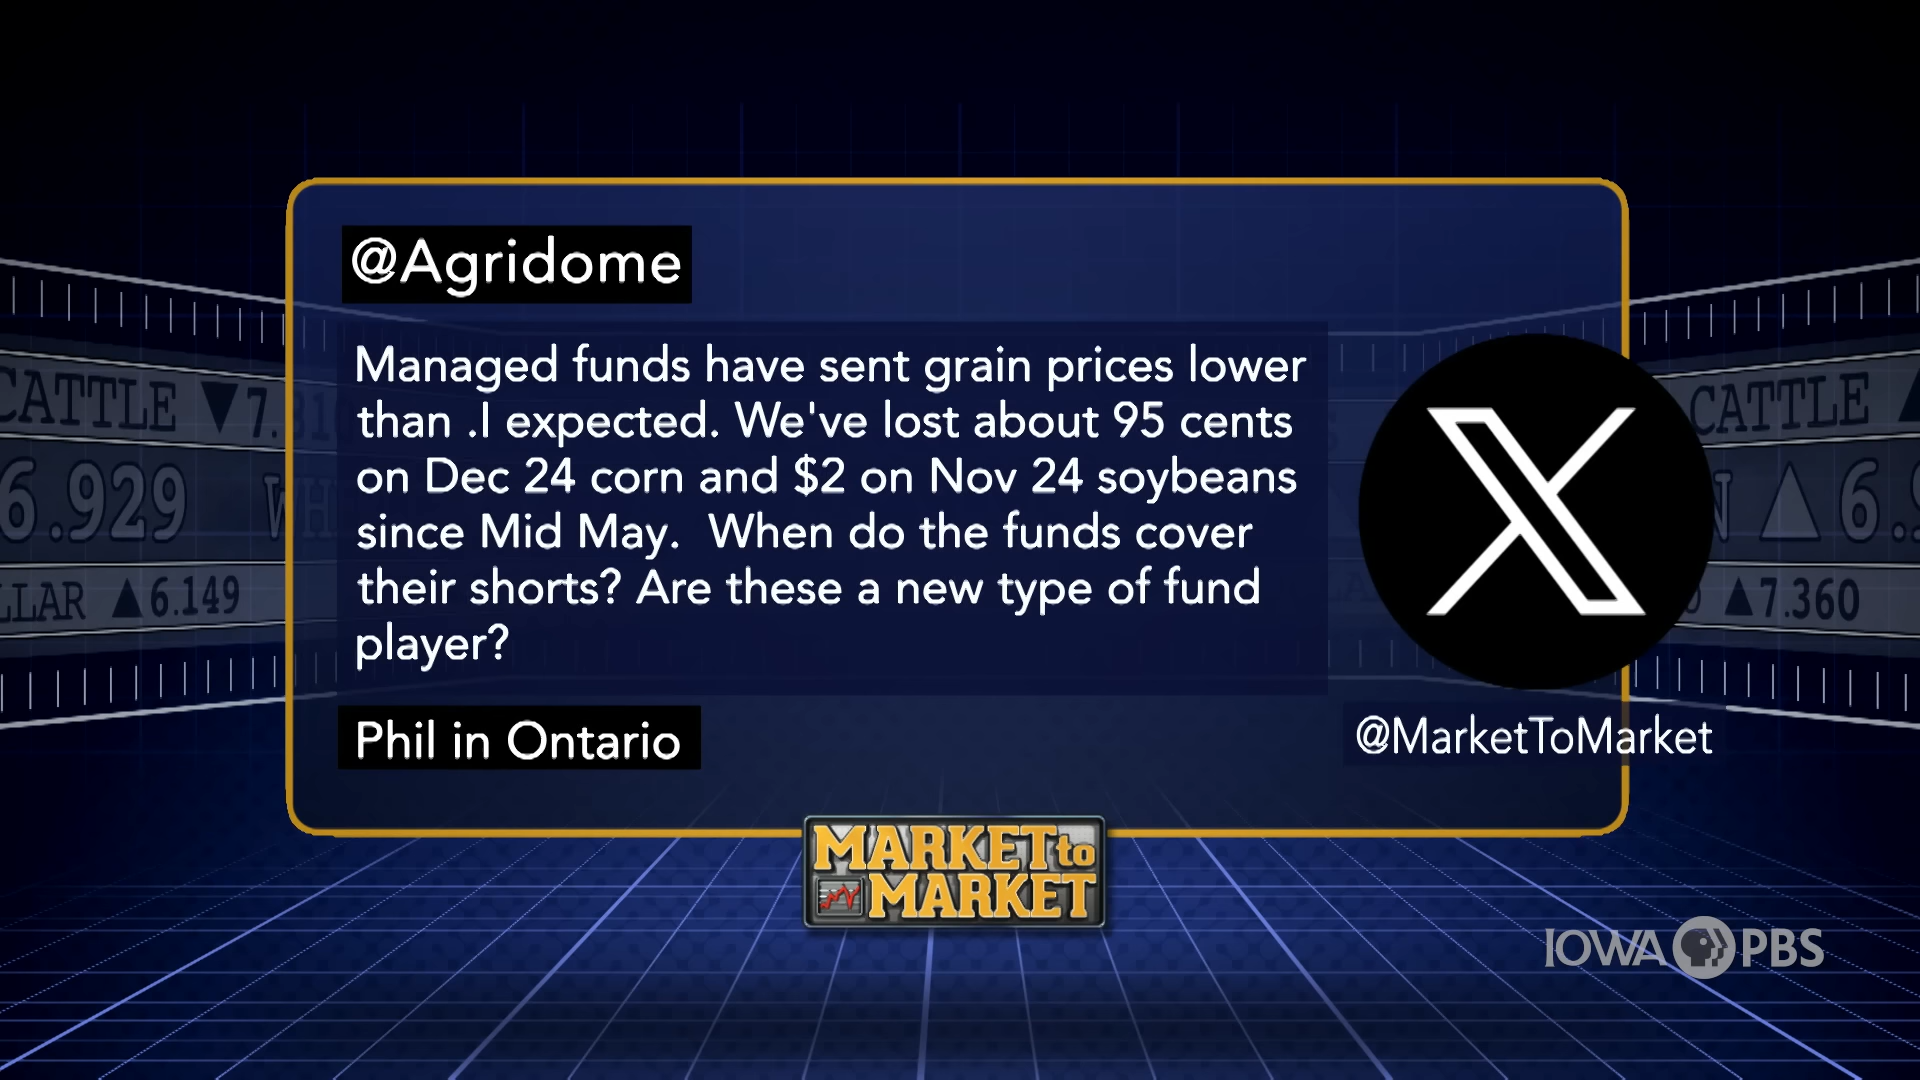 @Agridome
Managed funds have sent grain prices lower
than .I expected. We've lost about 95 cents
on Dec 24 corn and $2 on Nov 24 soybeans
since Mid May.  When do the funds cover
their shorts? Are these a new type of fund
player?
Phil in Ontario
@MarketToMarket
MARKET to
MARKET
IOWA PBS
CATTLE ▼7.310
6.929
LLAR ▲6.149
CATTLE
▲6.9
▲7.360